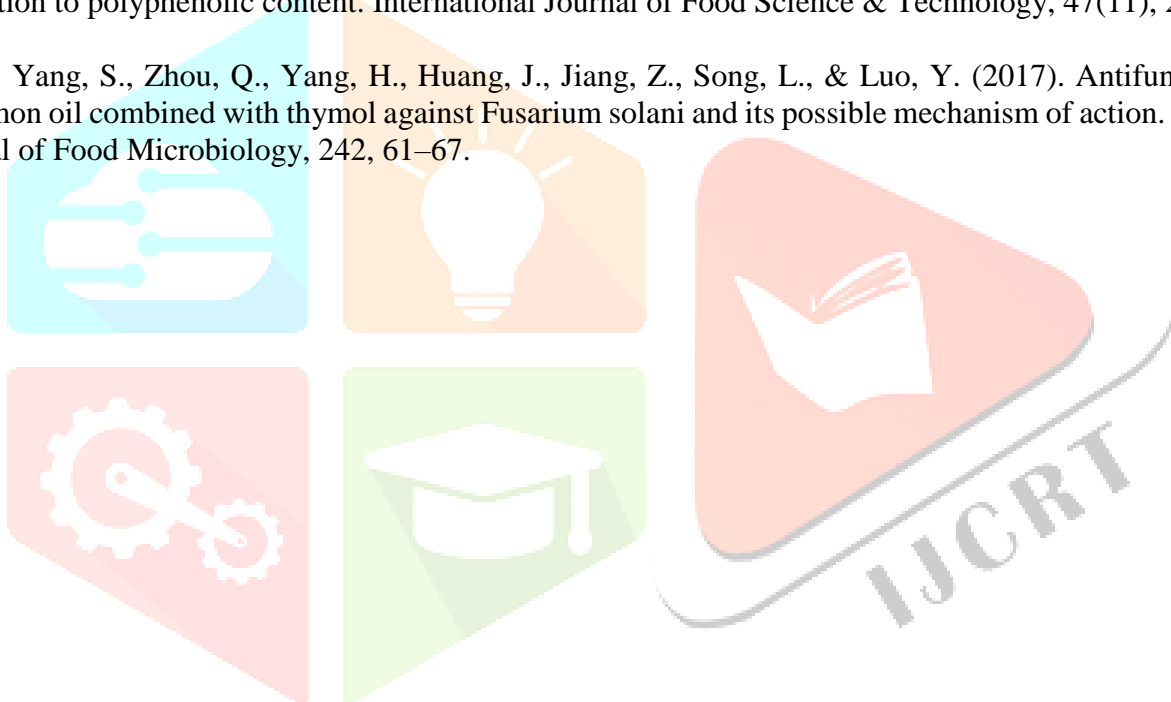 tion to polyphenolic content. International Journal of Food Science & Technology, 47(11), 2
Yang, S., Zhou, Q., Yang, H., Huang, J., Jiang, Z., Song, L., & Luo, Y. (2017). Antifun
non oil combined with thymol against Fusarium solani and its possible mechanism of action.
al of Food Microbiology, 242, 61–67.
IJCRT